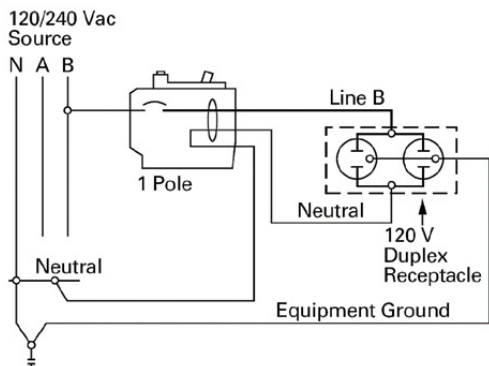 120/240 Vac
Source
N A B
Line B
1 Pole
Neutral
120 V
Duplex
Receptacle
Neutral
Equipment Ground